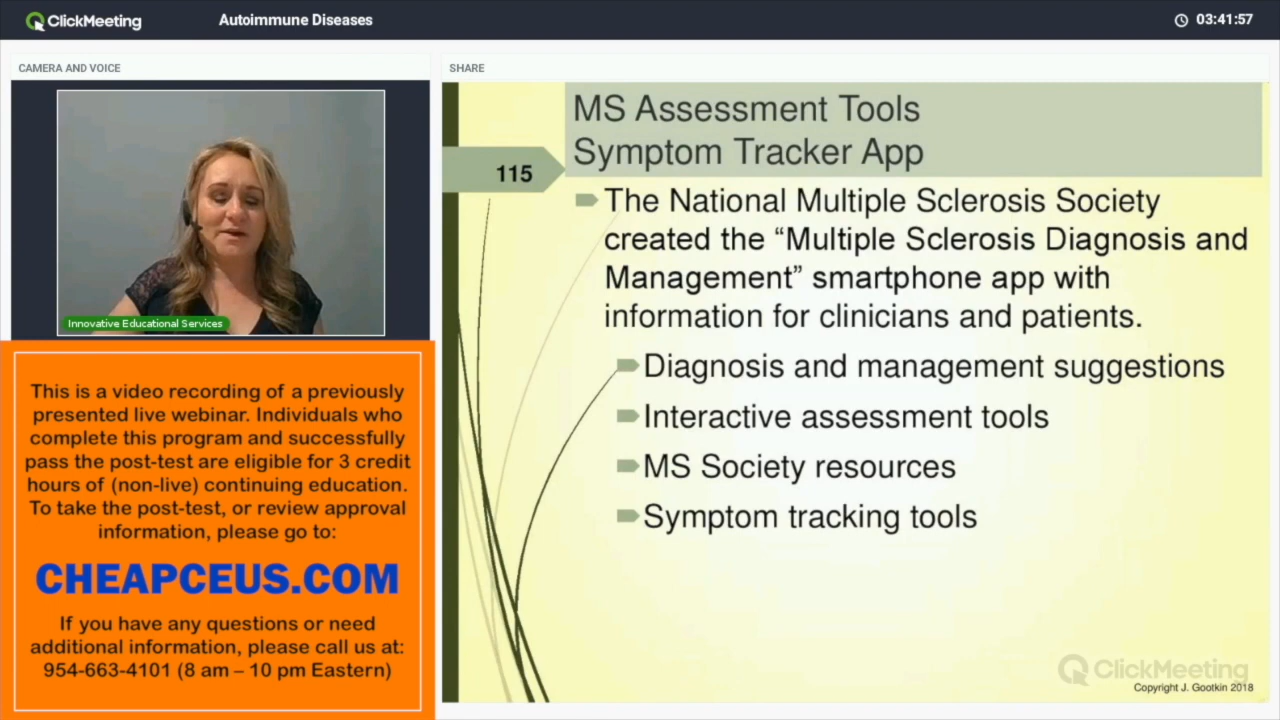 ClickMeeting
Autoimmune Diseases
03:41:57
CAMERA AND VOICE
SHARE
Innovative Educational Services
This is a video recording of a previously
presented live webinar. Individuals who
complete this program and successfully
pass the post-test are eligible for 3 credit
hours of (non-live) continuing education.
To take the post-test, or review approval
information, please go to:
CHEAPCEUS.COM
If you have any questions or need
additional information, please call us at:
954-663-4101 (8 am – 10 pm Eastern)
MS Assessment Tools
Symptom Tracker App
115
The National Multiple Sclerosis Society
created the “Multiple Sclerosis Diagnosis and
Management” smartphone app with
information for clinicians and patients.
Diagnosis and management suggestions
Interactive assessment tools
MS Society resources
Symptom tracking tools
ClickMeeting
Copyright J. Gootkin 2018